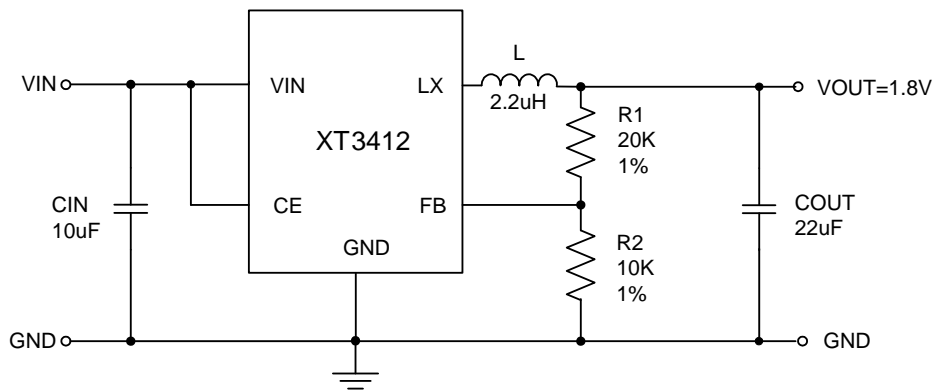 L
VIN
VIN
LX
2.2uH
VOUT=1.8V
R1
20K
1%
XT3412
CIN
10uF
CE
FB
COUT
22uF
GND
R2
10K
1%
GND
GND